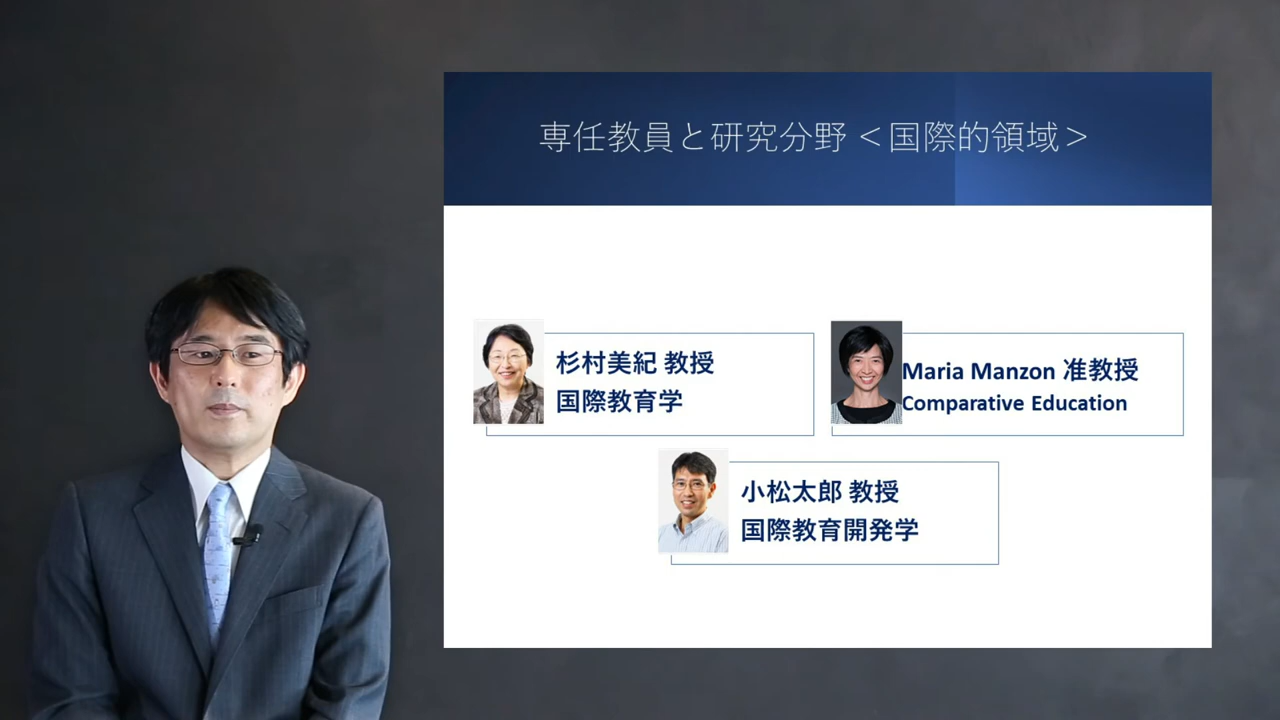 専任教員と研究分野＜国際的領域＞
杉村美紀 教授
国際教育学
Maria Manzon 准教授
Comparative Education
小松太郎 教授
国際教育開発学